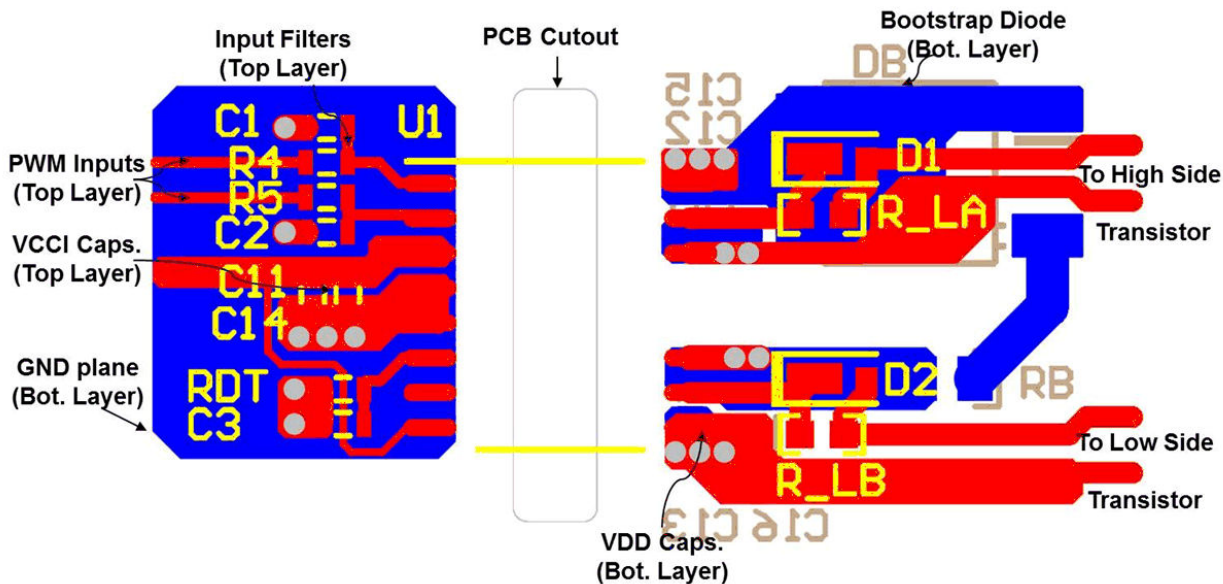 Input Filters
(Top Layer)
PCB Cutout
Bootstrap Diode
(Bot. Layer)
DB
C15
C12
C1
U1
PWM Inputs
(Top Layer)
R4
R5
C2
D1
To High Side
R_LA
Transistor
VCCI Caps.
(Top Layer)
C11
C14
GND plane
(Bot. Layer)
RDT
C3
D2
RB
To Low Side
R_LB
Transistor
C13
C16
VDD Caps.
(Bot. Layer)